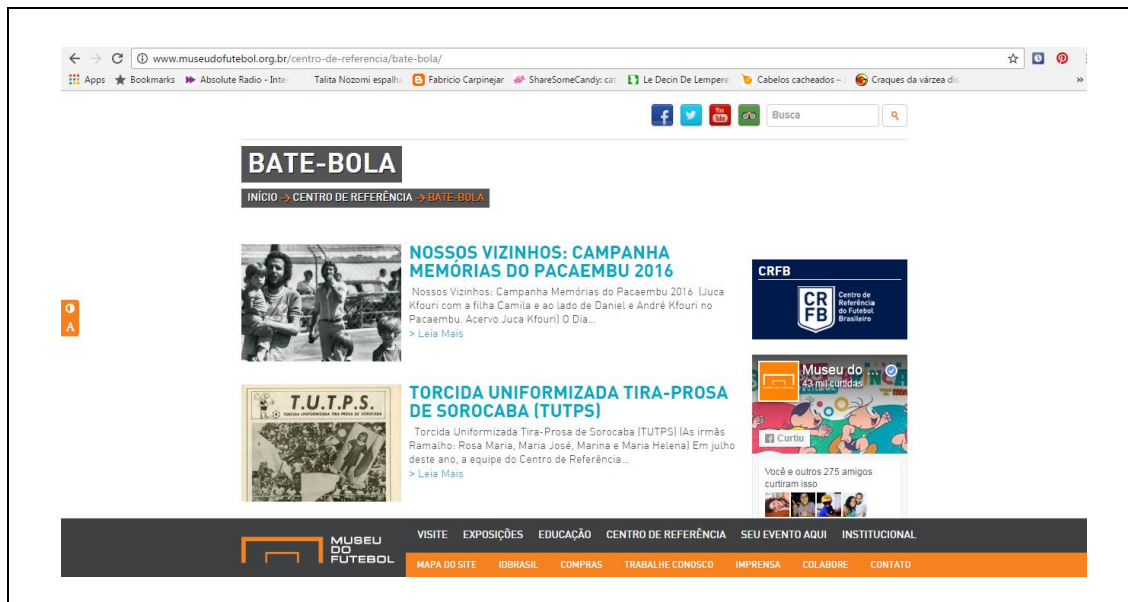 www.museudofutebol.org.br/centro-de-referencia/bate-bola/
Apps Bookmarks Absolute Radio - Inte Talita Nozomi espalh Fabricio Carpinejar ShareSomeCandy: cat Le Decin De Lempere Cabelos cacheados – Craques da várzea dis »
You Tube Busca
BATE-BOLA
INÍCIO → CENTRO DE REFERÊNCIA → BATE-BOLA
NOSSOS VIZINHOS: CAMPANHA
MEMÓRIAS DO PACAEMBU 2016
Nossos Vizinhos: Campanha Memórias do Pacaembu 2016 (Juca
Kfouri com a filha Camila e ao lado de Daniel e André Kfouri no
Pacaembu. Acervo Juca Kfouri) O Dia...
> Leia Mais
A
T.U.T.P.S.
TORCIDA UNIFORMIZADA TIRA PROSA DE SOROCABA
TORCIDA UNIFORMIZADA TIRA-PROSA
DE SOROCABA (TUTPS)
Torcida Uniformizada Tira-Prosa de Sorocaba (TUTPS) (As irmãs
Ramalho: Rosa Maria, Maria José, Marina e Maria Helena) Em julho
deste ano, a equipe do Centro de Referência...
> Leia Mais
CRFB
CR
FB
Centro de
Referência
do Futebol
Brasileiro
Museu do ...
43 mil curtidas
Curtiu
Você e outros 275 amigos
curtiram isso
MUSEU
DO
FUTEBOL
VISITE EXPOSIÇÕES EDUCAÇÃO CENTRO DE REFERÊNCIA SEU EVENTO AQUI INSTITUCIONAL
MAPA DO SITE IDBRASIL COMPRAS TRABALHE CONOSCO IMPRENSA COLABORE CONTATO